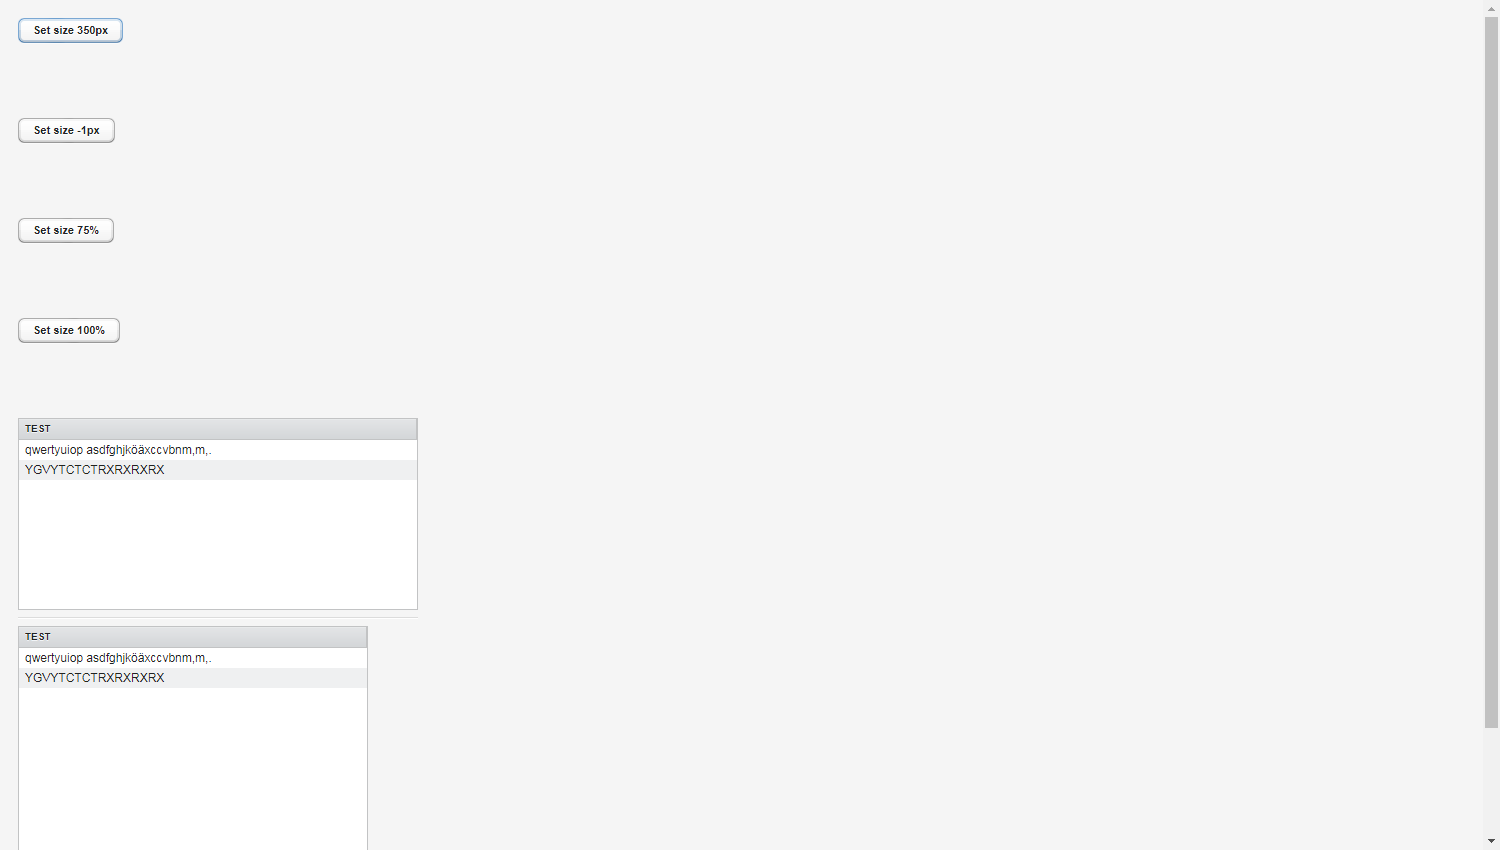 Set size 350px
Set size -1px
Set size 75%
Set size 100%
TEST
qwertyuiop asdfghjköäxccvbnm,m,.
YGVYTCTCTRXRXRXRX
TEST
qwertyuiop asdfghjköäxccvbnm,m,.
YGVYTCTCTRXRXRXRX